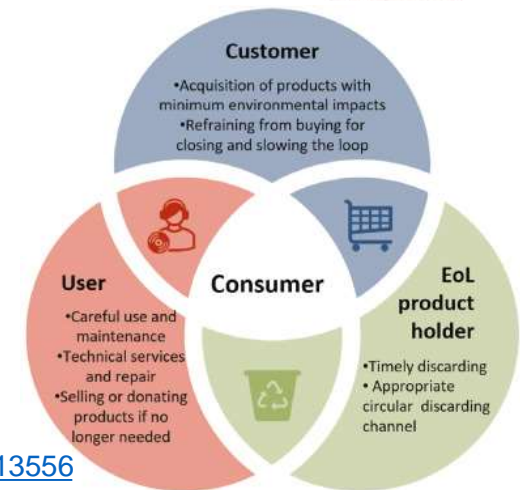 Customer
•Acquisition of products with
minimum environmental impacts
•Refraining from buying for
closing and slowing the loop
Consumer
User
•Careful use and
maintenance
•Technical services
and repair
•Selling or donating
products if no
longer needed
EoL
product
holder
•Timely discarding
• Appropriate
circular discarding
channel
13556